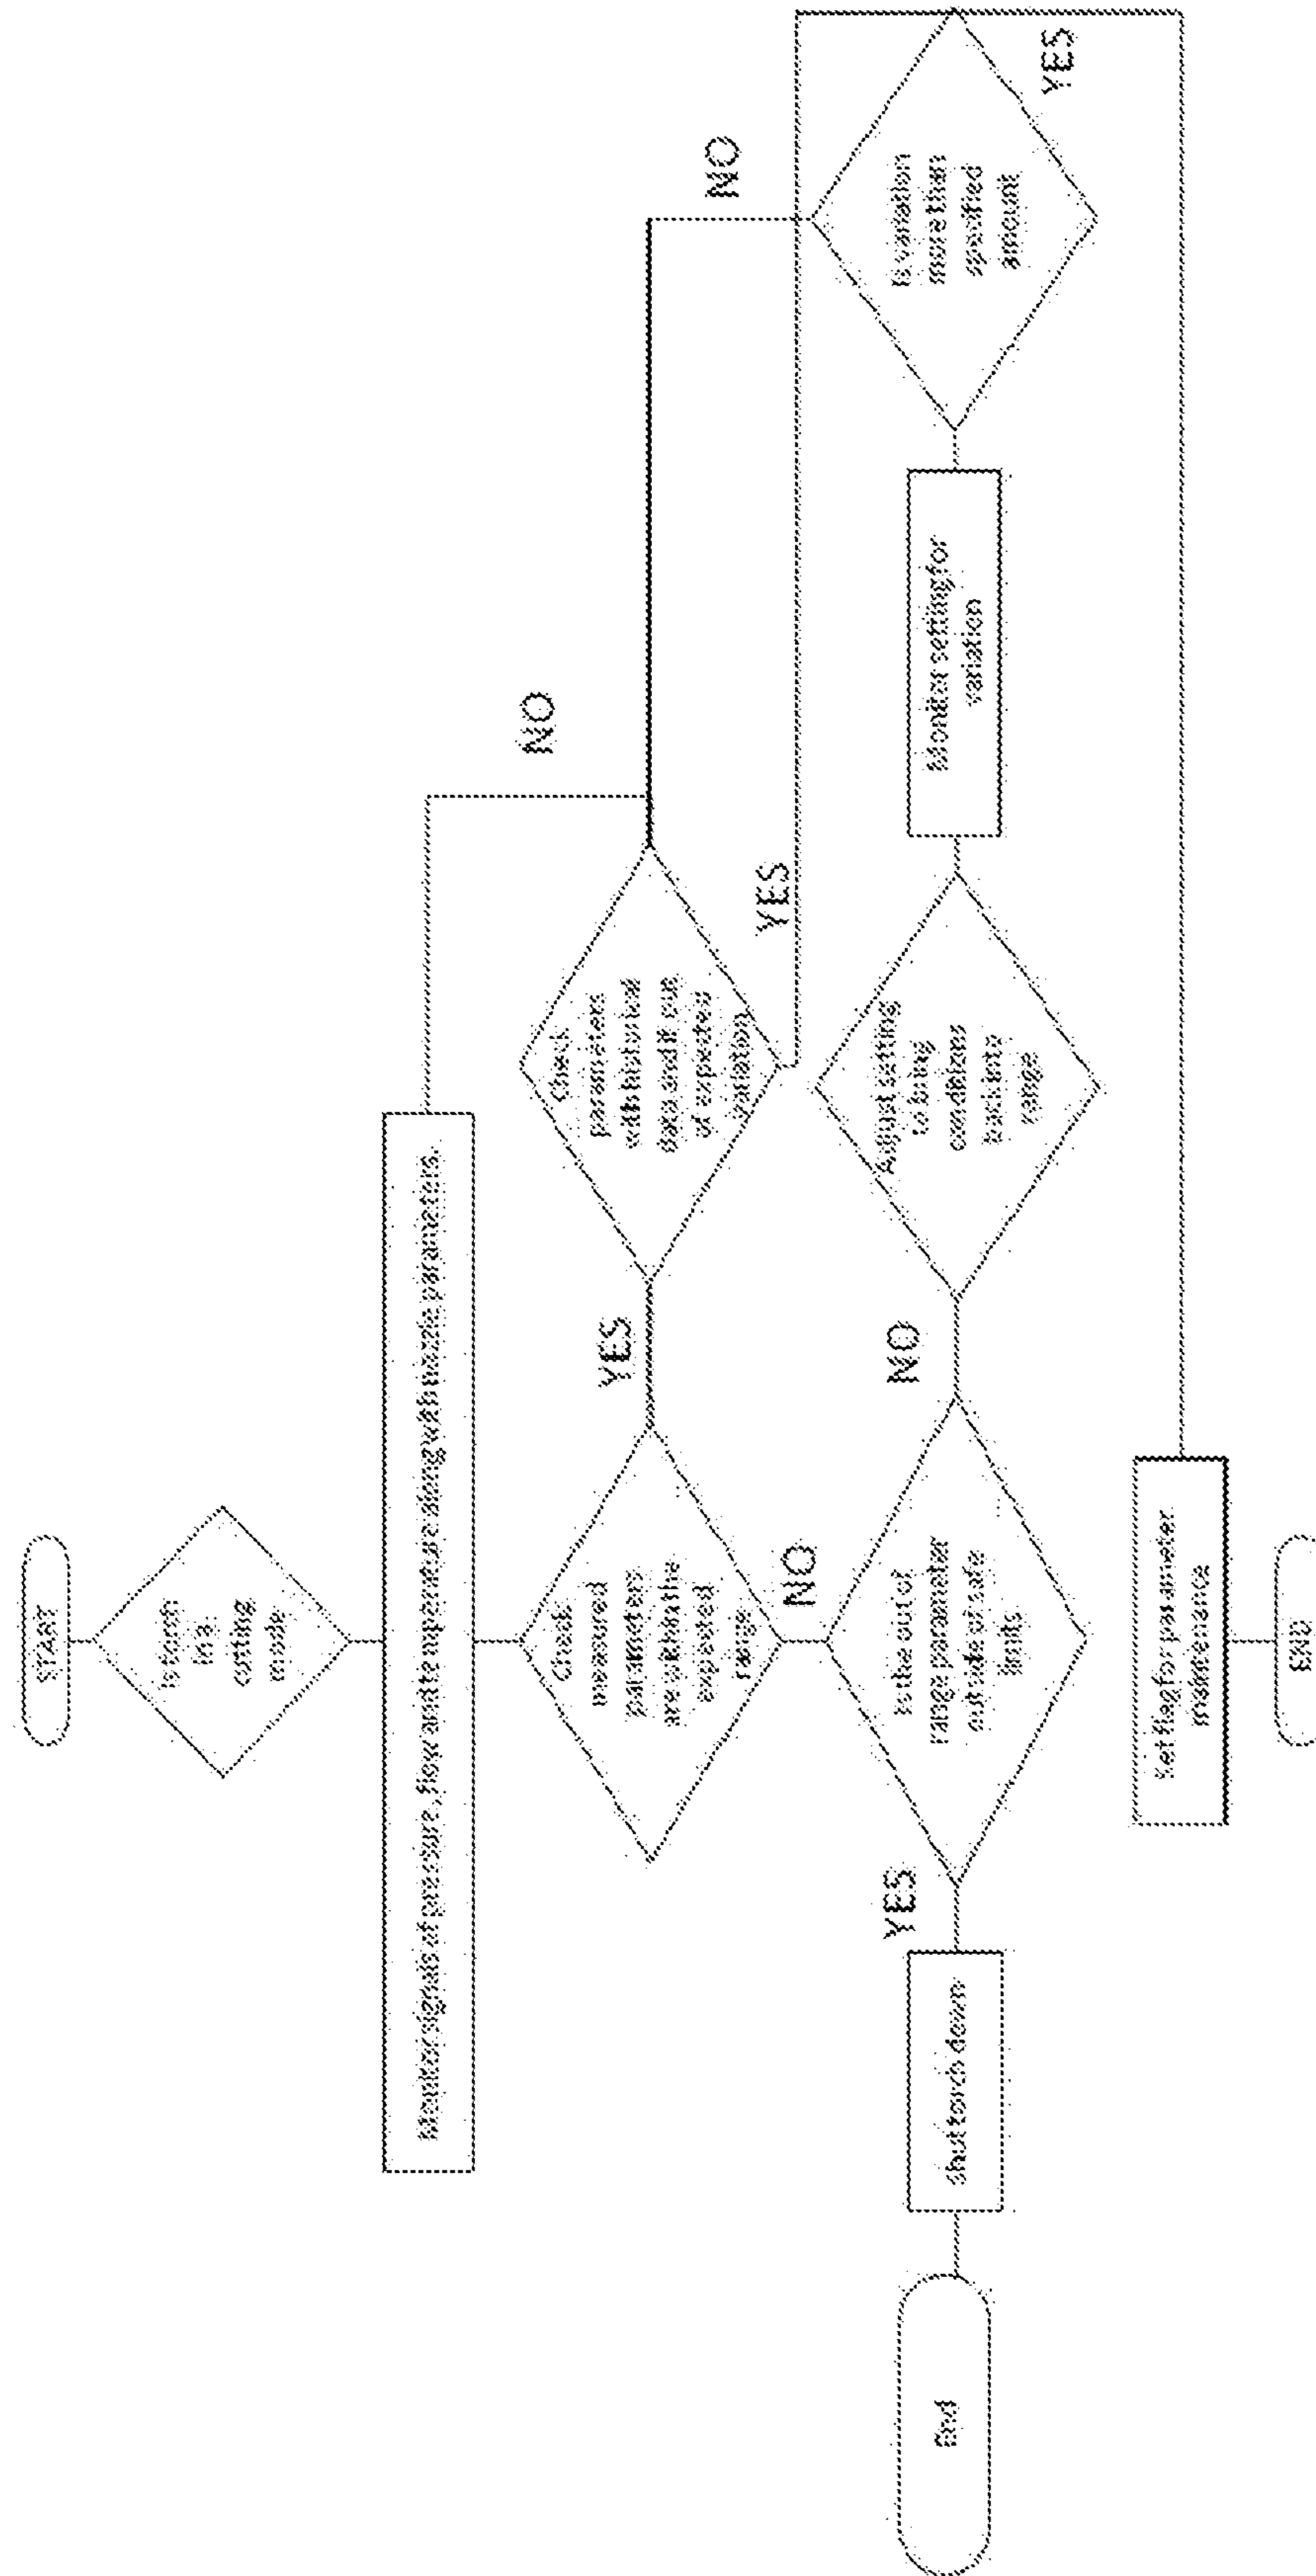 START
Is torch
in a
cutting
mode
Monitor signals of pressure, flow and temperature along with nozzle parameters.
Check
measured
parameters
are within the
expected
range
YES
Check
parameters
with historical
data and if out
of expected
variation
NO
YES
NO
NO
Is the out of
range parameter
outside of safe
limits
YES
shut torch down
End
NO
Adjust setting
to bring
conditions
back into
range
Monitor setting for
variation
Is variation
more than
specified
amount
YES
Set flag for parameter
maintenance
END